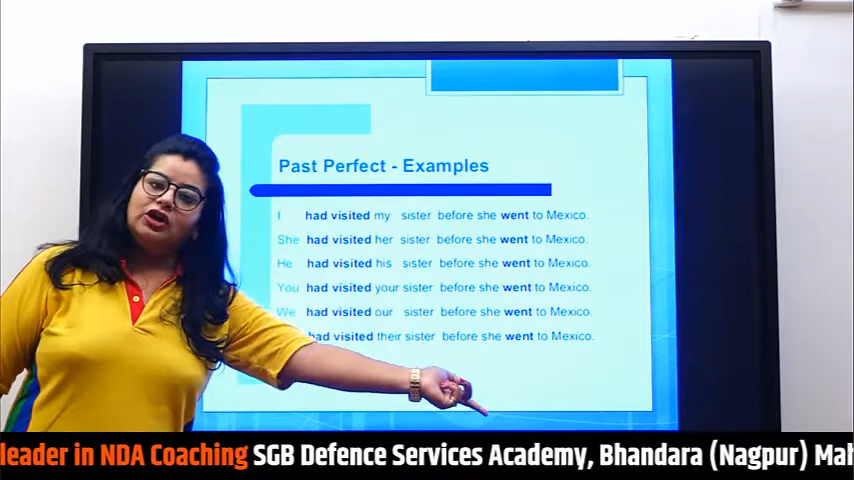 Past Perfect - Examples
I had visited my sister before she went to Mexico.
She had visited her sister before she went to Mexico.
He had visited his sister before she went to Mexico.
You had visited your sister before she went to Mexico.
We had visited our sister before she went to Mexico.
had visited their sister before she went to Mexico.
leader in NDA Coaching SGB Defence Services Academy, Bhandara (Nagpur) Mah